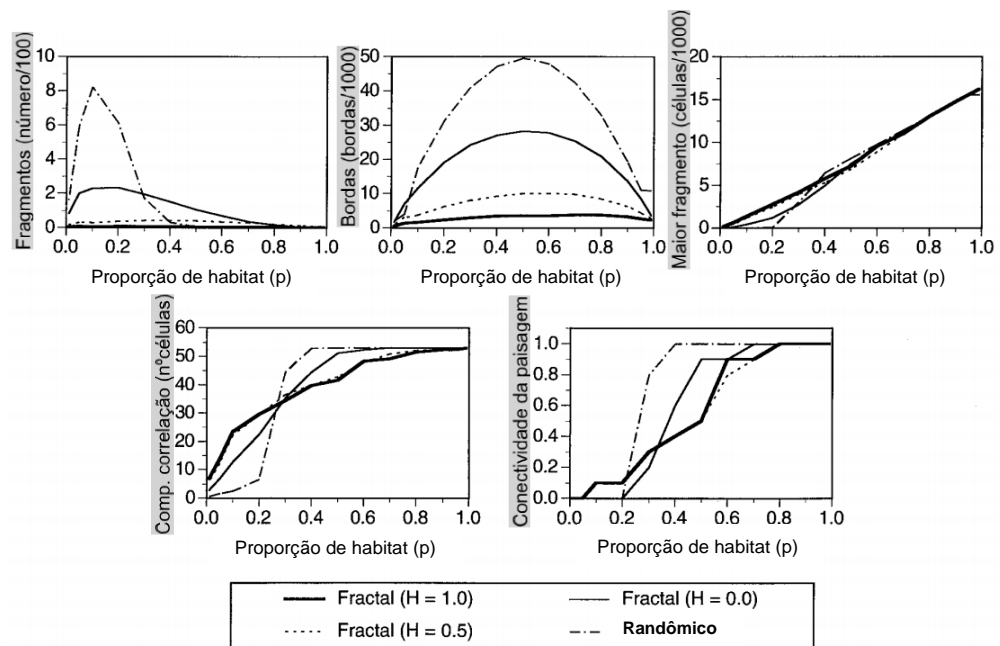 Fragmentos (número/100)
10
8
6
4
2
0
0.0 0.2 0.4 0.6 0.8 1.0
Proporção de habitat (p)
Bordas (bordas/1000)
50
40
30
20
10
0
0.0 0.2 0.4 0.6 0.8 1.0
Proporção de habitat (p)
Maior fragmento (células/1000)
20
15
10
5
0
0.0 0.2 0.4 0.6 0.8 1.0
Proporção de habitat (p)
Comp. correlação (nºcélulas)
60
50
40
30
20
10
0
0.0 0.2 0.4 0.6 0.8 1.0
Proporção de habitat (p)
Conectividade da paisagem
1.0
0.8
0.6
0.4
0.2
0.0
0.0 0.2 0.4 0.6 0.8 1.0
Proporção de habitat (p)
Fractal (H = 1.0)
Fractal (H = 0.0)
Fractal (H = 0.5)
Randômico